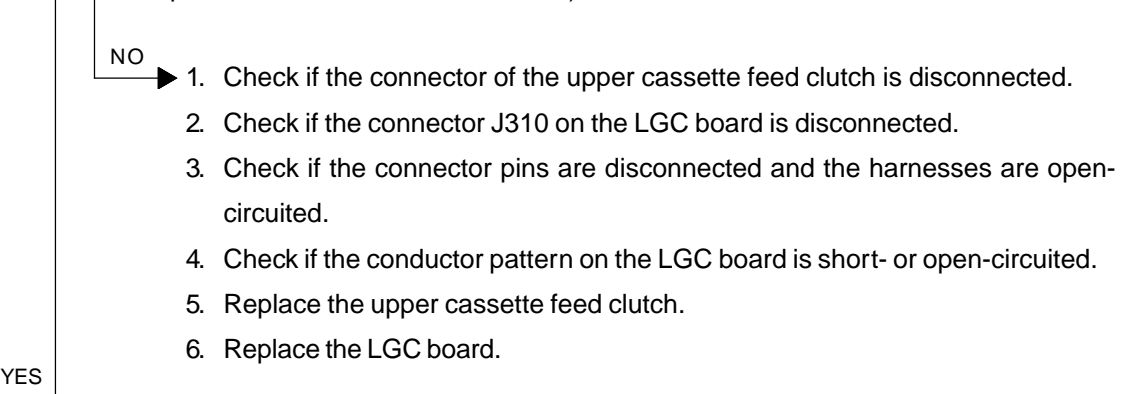 NO
1. Check if the connector of the upper cassette feed clutch is disconnected.
2. Check if the connector J310 on the LGC board is disconnected.
3. Check if the connector pins are disconnected and the harnesses are open-
circuited.
4. Check if the conductor pattern on the LGC board is short- or open-circuited.
5. Replace the upper cassette feed clutch.
6. Replace the LGC board.
YES